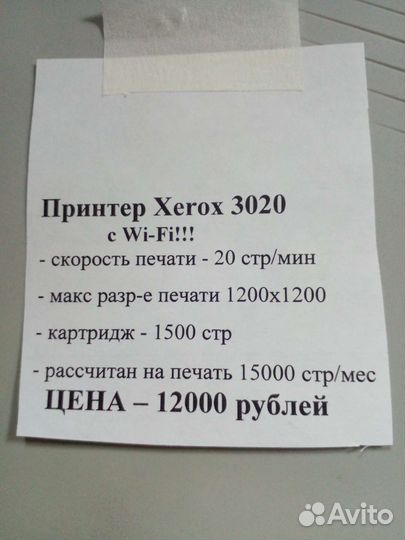 Принтер Xerox 3020
с Wi-Fi!!!
- скорость печати - 20 стр/мин
- макс разр-е печати 1200x1200
- картридж - 1500 стр
- рассчитан на печать 15000 стр/мес
ЦЕНА – 12000 рублей
Avito